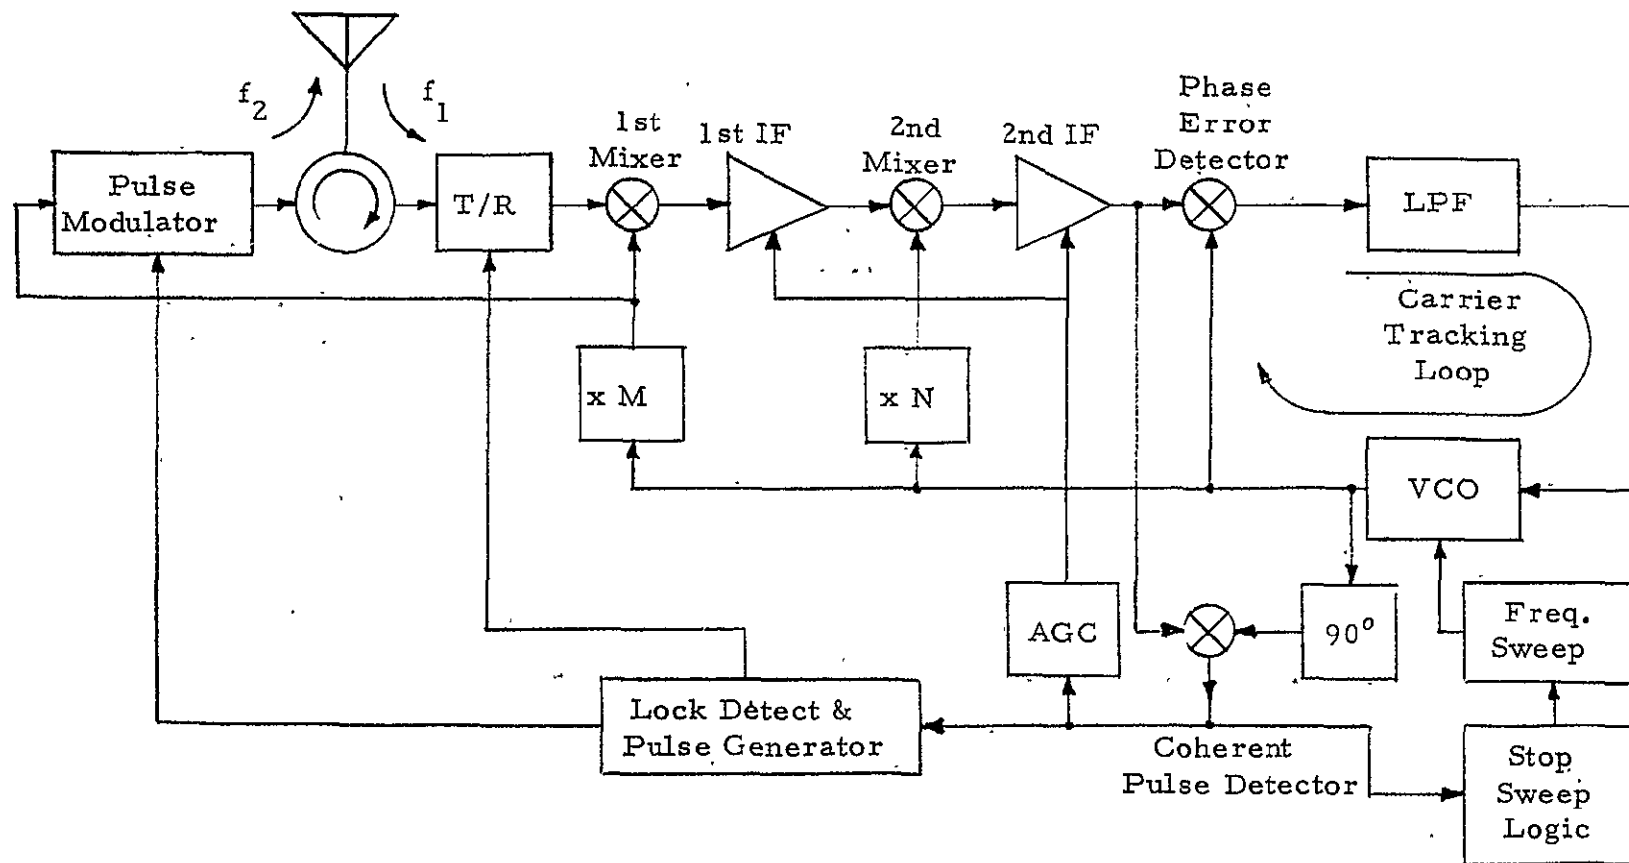 f2
f1
Pulse
Modulator
T/R
1st
Mixer
1st IF
2nd
Mixer
2nd IF
Phase
Error
Detector
LPF
Carrier
Tracking
Loop
x M
x N
VCO
AGC
90°
Freq.
Sweep
Lock Detect &
Pulse Generator
Coherent
Pulse Detector
Stop
Sweep
Logic